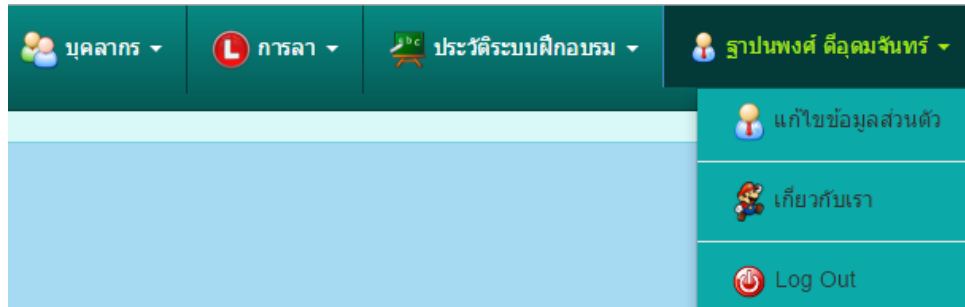 บุคลากร
การลา
ประวัติระบบฝึกอบรม
ฐาปนพงศ์ ดีอุดมจันทร์
แก้ไขข้อมูลส่วนตัว
เกี่ยวกับเรา
Log Out